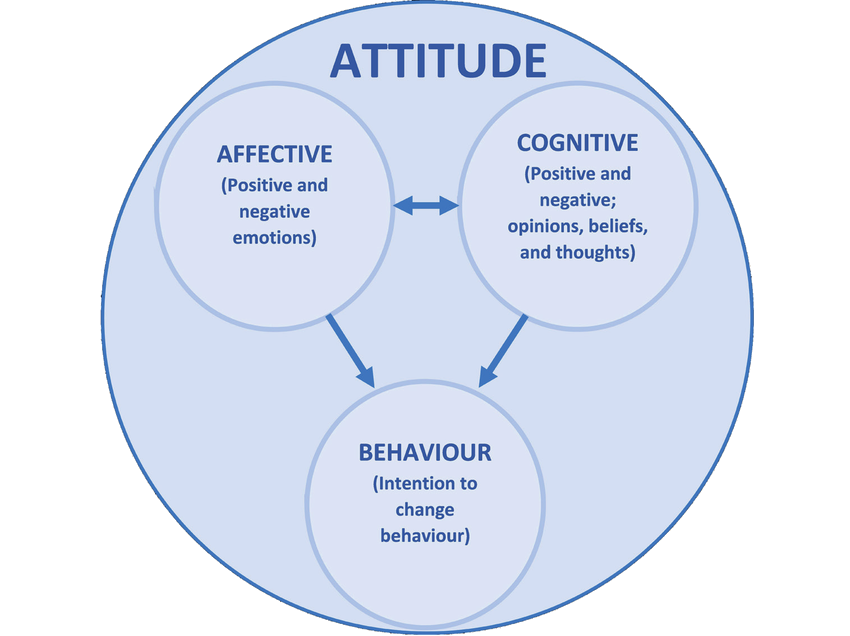 ATTITUDE
AFFECTIVE
(Positive and
negative
emotions)
COGNITIVE
(Positive and
negative;
opinions, beliefs,
and thoughts)
BEHAVIOUR
(Intention to
change
behaviour)